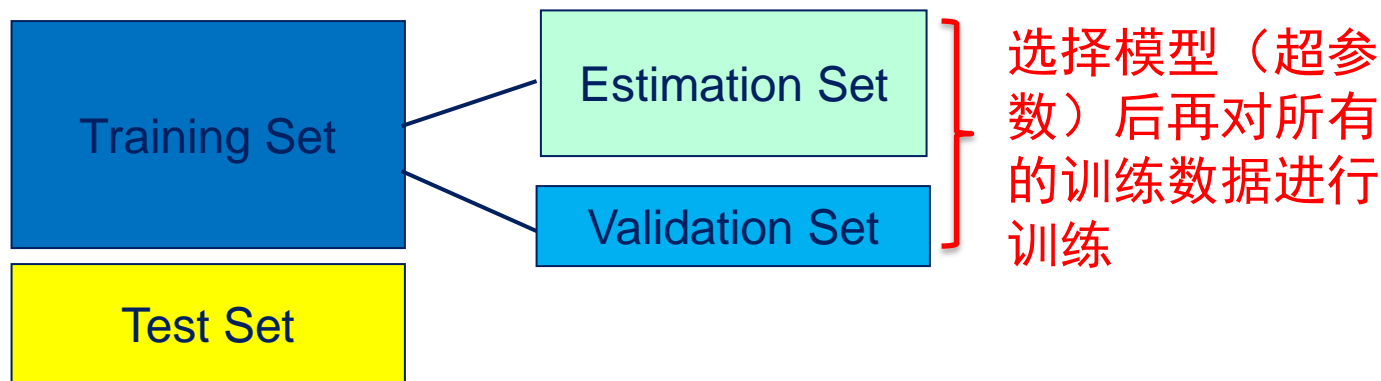 Training Set
Test Set
Estimation Set
Validation Set
选择模型（超参
数）后再对所有
的训练数据进行
训练